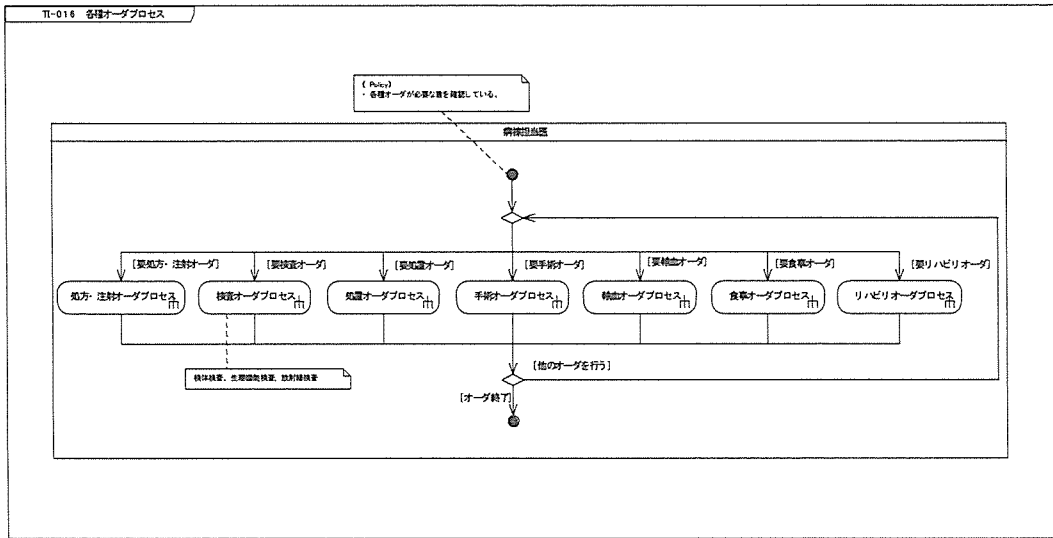 TI-016 各種オーダプロセス
{ Policy}
・各種オーダが必要な旨を確認している。
病棟担当医
[要処方・注射オーダ]
[要検査オーダ]
[要処置オーダ]
[要手術オーダ]
[要輸血オーダ]
[要食事オーダ]
[要リハビリオーダ]
処方・注射オーダプロセス
検査オーダプロセス
処置オーダプロセス
手術オーダプロセス
輸血オーダプロセス
食事オーダプロセス
リハビリオーダプロセス
[他のオーダを行う]
検体検査、生理機能検査、放射線検査
[オーダ終了]